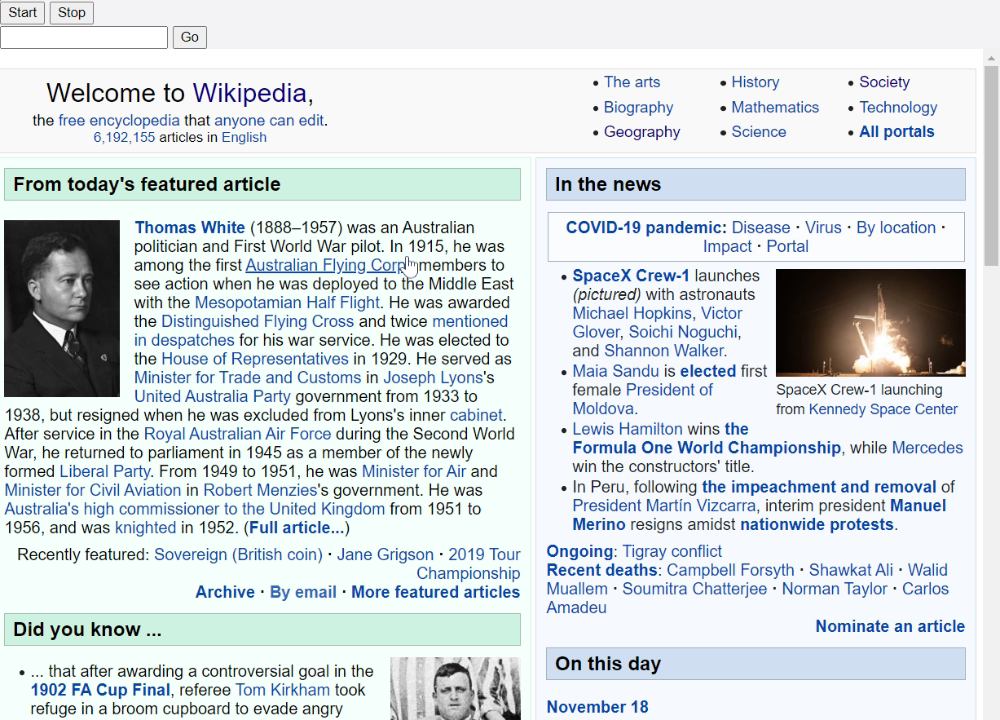 Start Stop
Go
Welcome to Wikipedia,
the free encyclopedia that anyone can edit.
6,192,155 articles in English
• The arts
• Biography
• Geography
• History
• Mathematics
• Science
• Society
• Technology
• All portals
From today's featured article
Thomas White (1888–1957) was an Australian
politician and First World War pilot. In 1915, he was
among the first Australian Flying Corps members to
see action when he was deployed to the Middle East
with the Mesopotamian Half Flight. He was awarded
the Distinguished Flying Cross and twice mentioned
in despatches for his war service. He was elected to
the House of Representatives in 1929. He served as
Minister for Trade and Customs in Joseph Lyons's
United Australia Party government from 1933 to
1938, but resigned when he was excluded from Lyons's inner cabinet.
After service in the Royal Australian Air Force during the Second World
War, he returned to parliament in 1945 as a member of the newly
formed Liberal Party. From 1949 to 1951, he was Minister for Air and
Minister for Civil Aviation in Robert Menzies's government. He was
Australia's high commissioner to the United Kingdom from 1951 to
1956, and was knighted in 1952. (Full article...)
Recently featured: Sovereign (British coin) · Jane Grigson · 2019 Tour
Championship
Archive · By email · More featured articles
Did you know ...
• ... that after awarding a controversial goal in the
1902 FA Cup Final, referee Tom Kirkham took
refuge in a broom cupboard to evade angry
In the news
COVID-19 pandemic: Disease · Virus · By location ·
Impact · Portal
• SpaceX Crew-1 launches
(pictured) with astronauts
Michael Hopkins, Victor
Glover, Soichi Noguchi,
and Shannon Walker.
• Maia Sandu is elected first
female President of
Moldova.
SpaceX Crew-1 launching
from Kennedy Space Center
• Lewis Hamilton wins the
Formula One World Championship, while Mercedes
win the constructors' title.
• In Peru, following the impeachment and removal of
President Martín Vizcarra, interim president Manuel
Merino resigns amidst nationwide protests.
Ongoing: Tigray conflict
Recent deaths: Campbell Forsyth · Shawkat Ali · Walid
Muallem · Soumitra Chatterjee · Norman Taylor · Carlos
Amadeu
Nominate an article
On this day
November 18